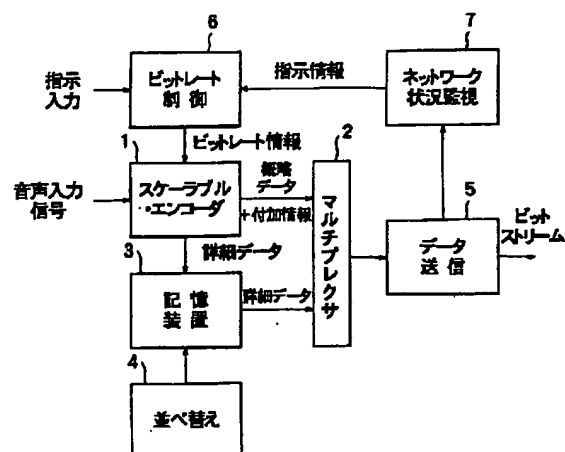 6
7
指示
入力
ビットレート
制御
指示情報
ネットワーク
状況監視
ビットレート情報
1
2
音声入力
信号
スケーラブル
・エンコーダ
概略
データ
+付加情報
マルチプレクサ
5
データ
送信
ビット
ストリーム
詳細データ
3
記憶
装置
詳細データ
4
並べ替え